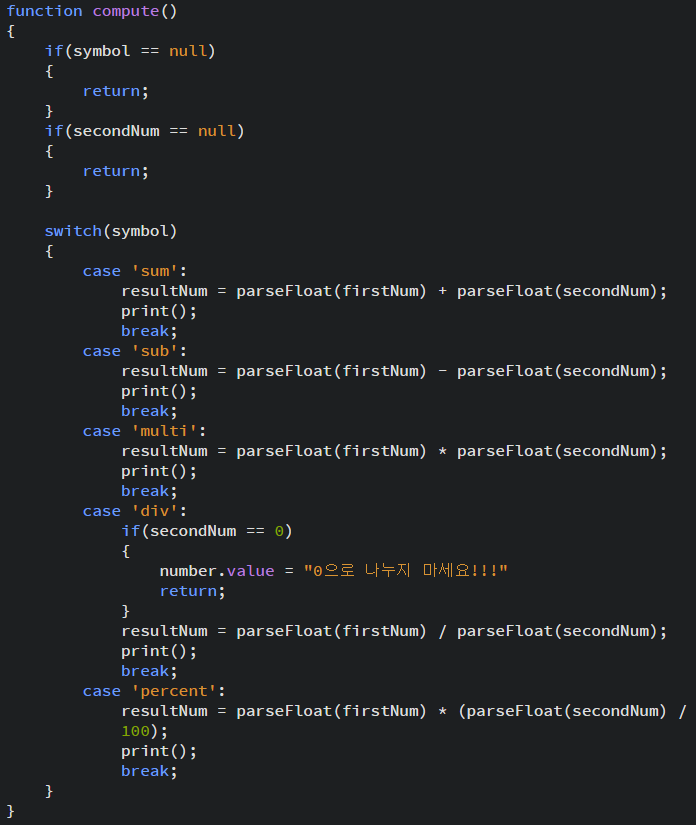 function compute()
{
    if(symbol == null)
    {
        return;
    }
    if(secondNum == null)
    {
        return;
    }

    switch(symbol)
    {
        case 'sum':
            resultNum = parseFloat(firstNum) + parseFloat(secondNum);
            print();
            break;
        case 'sub':
            resultNum = parseFloat(firstNum) - parseFloat(secondNum);
            print();
            break;
        case 'multi':
            resultNum = parseFloat(firstNum) * parseFloat(secondNum);
            print();
            break;
        case 'div':
            if(secondNum == 0)
            {
                number.value = "0으로 나누지 마세요!!!"
                return;
            }
            resultNum = parseFloat(firstNum) / parseFloat(secondNum);
            print();
            break;
        case 'percent':
            resultNum = parseFloat(firstNum) * (parseFloat(secondNum) /
            100);
            print();
            break;
    }
}